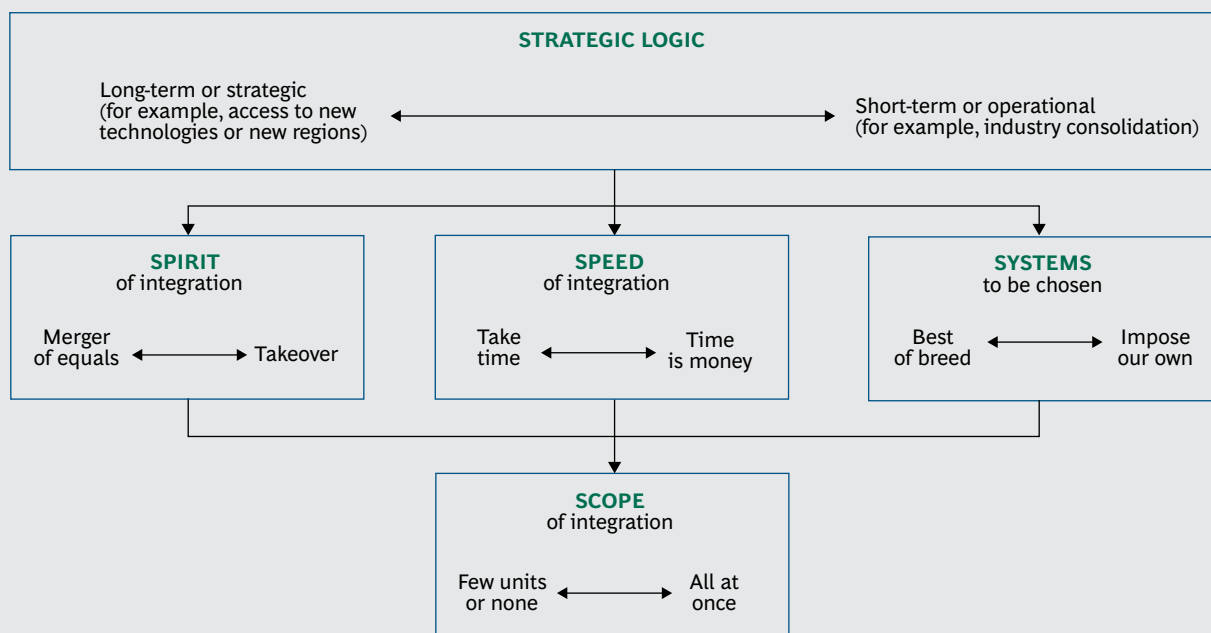 STRATEGIC LOGIC
Long-term or strategic
(for example, access to new
technologies or new regions)
Short-term or operational
(for example, industry consolidation)
SPIRIT
of integration
Merger
of equals
Takeover
SPEED
of integration
Take
time
Time
is money
SYSTEMS
to be chosen
Best
of breed
Impose
our own
SCOPE
of integration
Few units
or none
All at
once